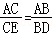 AC/CE = AB/BD